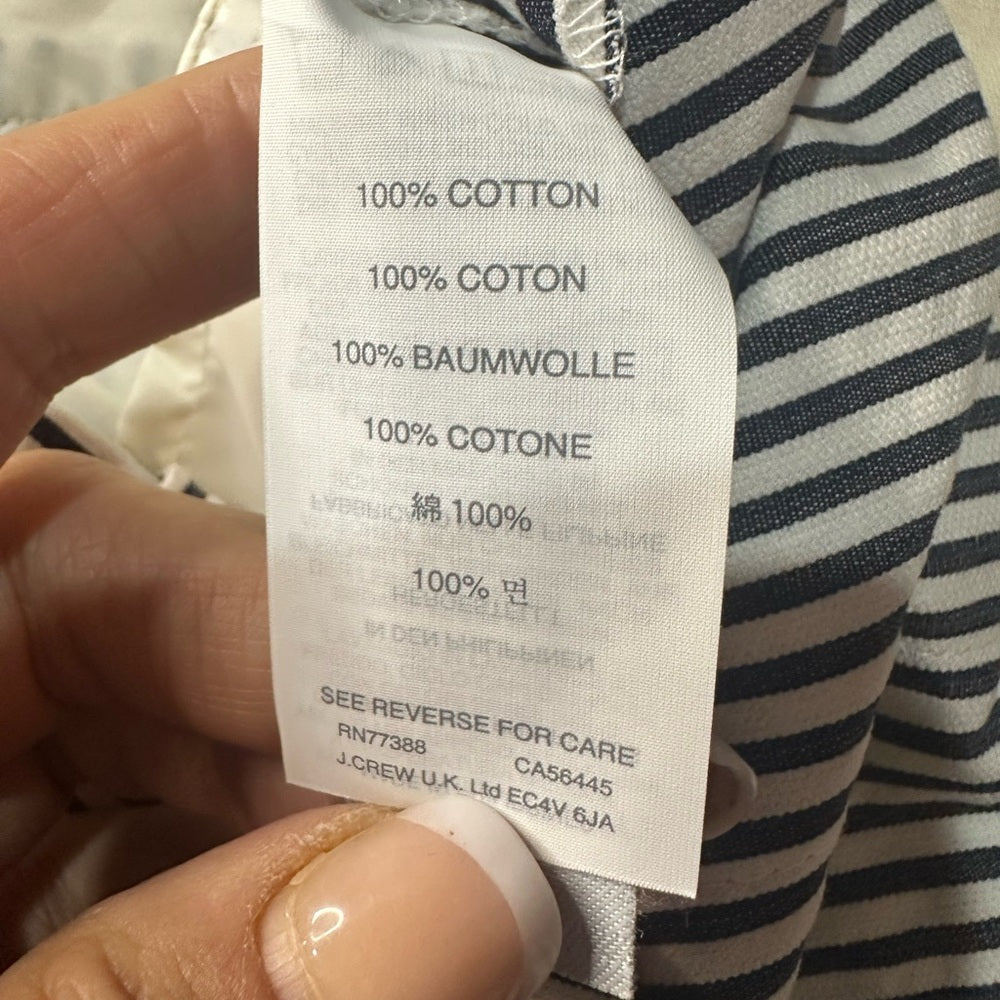 100% COTTON
100% COTON
100% BAUMWOLLE
100% COTONE
綿 100%
100% 면
SEE REVERSE FOR CARE
RN77388 CA56445
J.CREW U.K. Ltd EC4V 6JA